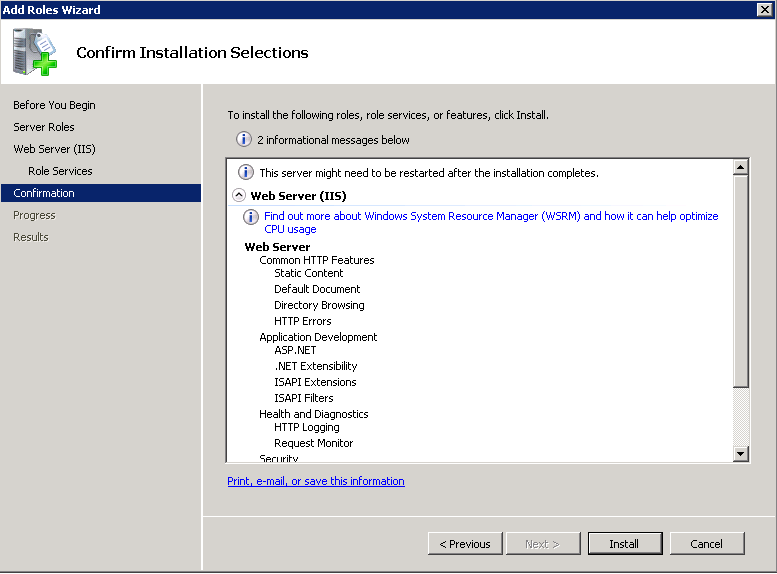 Add Roles Wizard
Confirm Installation Selections
Before You Begin
Server Roles
Web Server (IIS)
Role Services
Confirmation
Progress
Results
To install the following roles, role services, or features, click Install.
2 informational messages below
This server might need to be restarted after the installation completes.
Web Server (IIS)
Find out more about Windows System Resource Manager (WSRM) and how it can help optimize
CPU usage
Web Server
Common HTTP Features
Static Content
Default Document
Directory Browsing
HTTP Errors
Application Development
ASP.NET
.NET Extensibility
ISAPI Extensions
ISAPI Filters
Health and Diagnostics
HTTP Logging
Request Monitor
Security
Print, e-mail, or save this information
< Previous
Next >
Install
Cancel